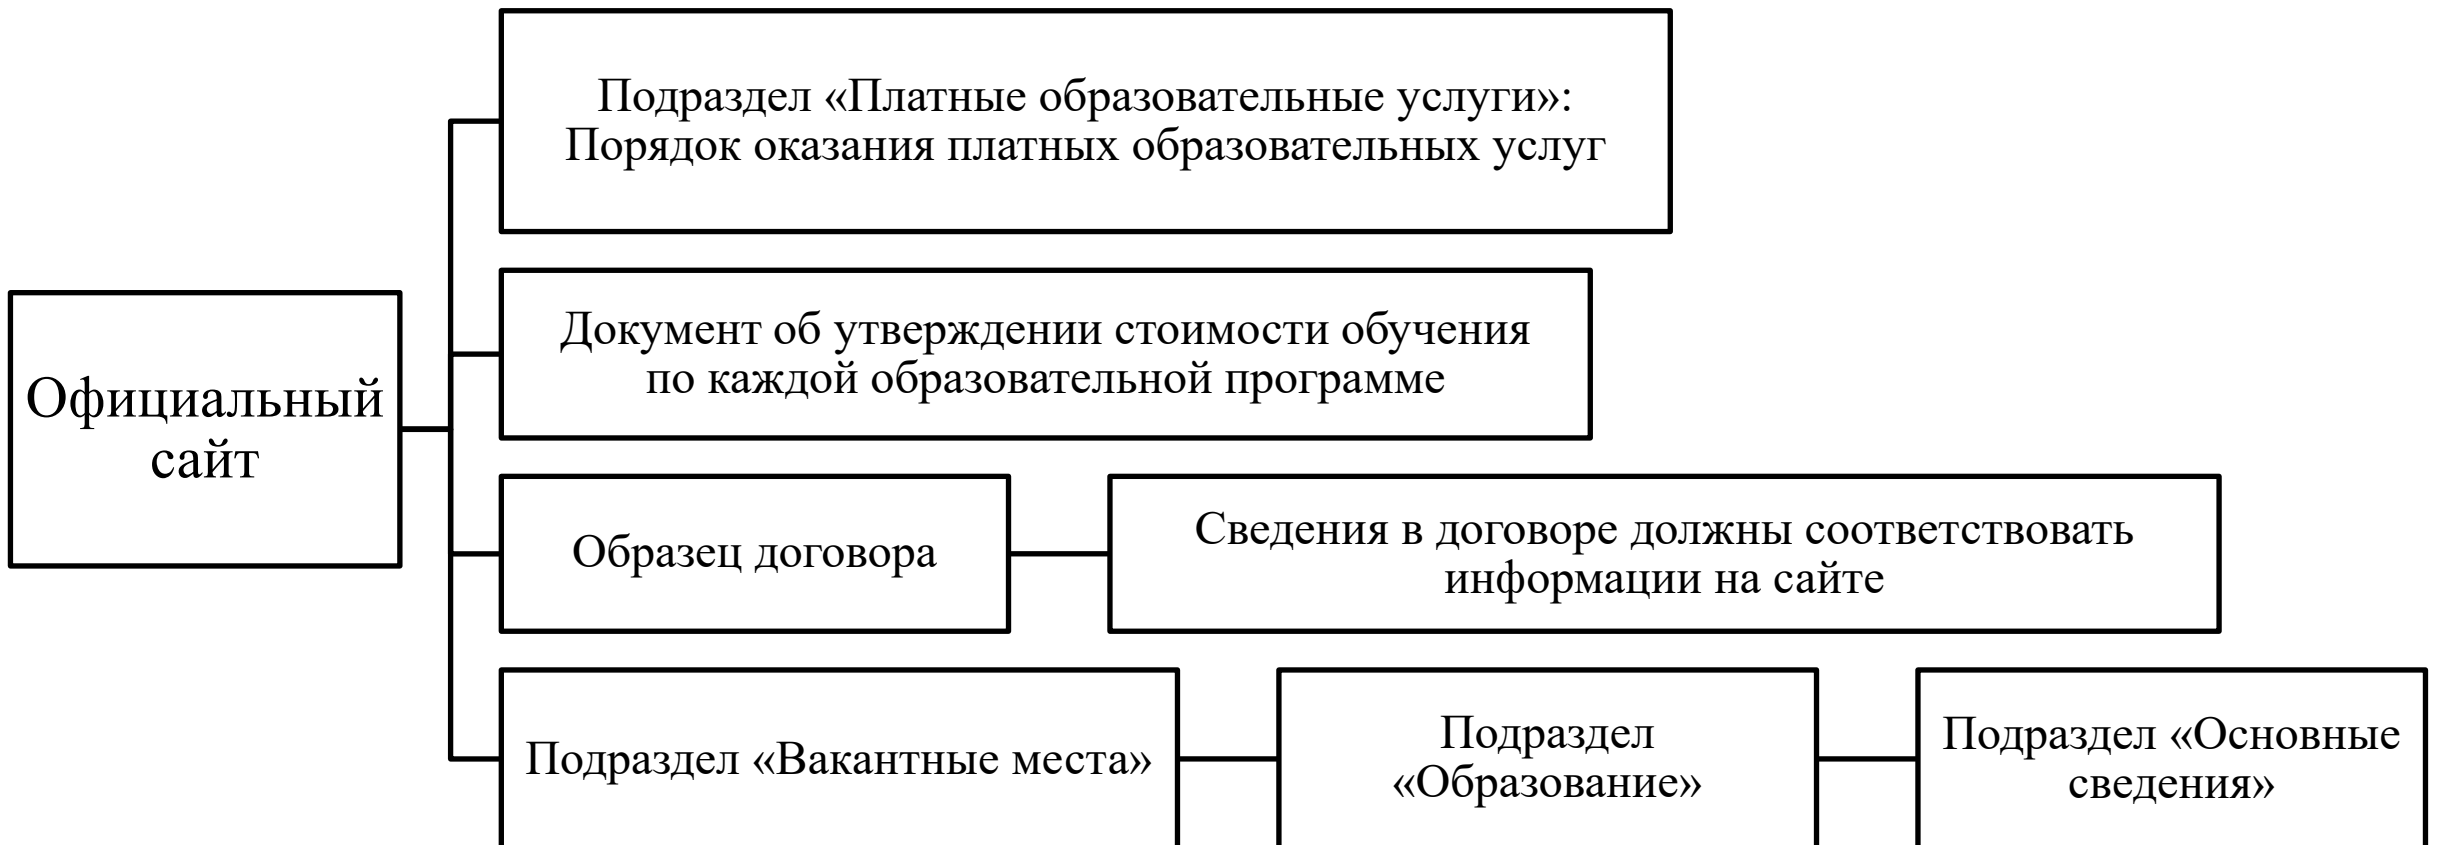 Подраздел «Платные образовательные услуги»:
Порядок оказания платных образовательных услуг
Документ об утверждении стоимости обучения
по каждой образовательной программе
Официальный
сайт
Образец договора
Сведения в договоре должны соответствовать
информации на сайте
Подраздел «Вакантные места»
Подраздел
«Образование»
Подраздел «Основные
сведения»